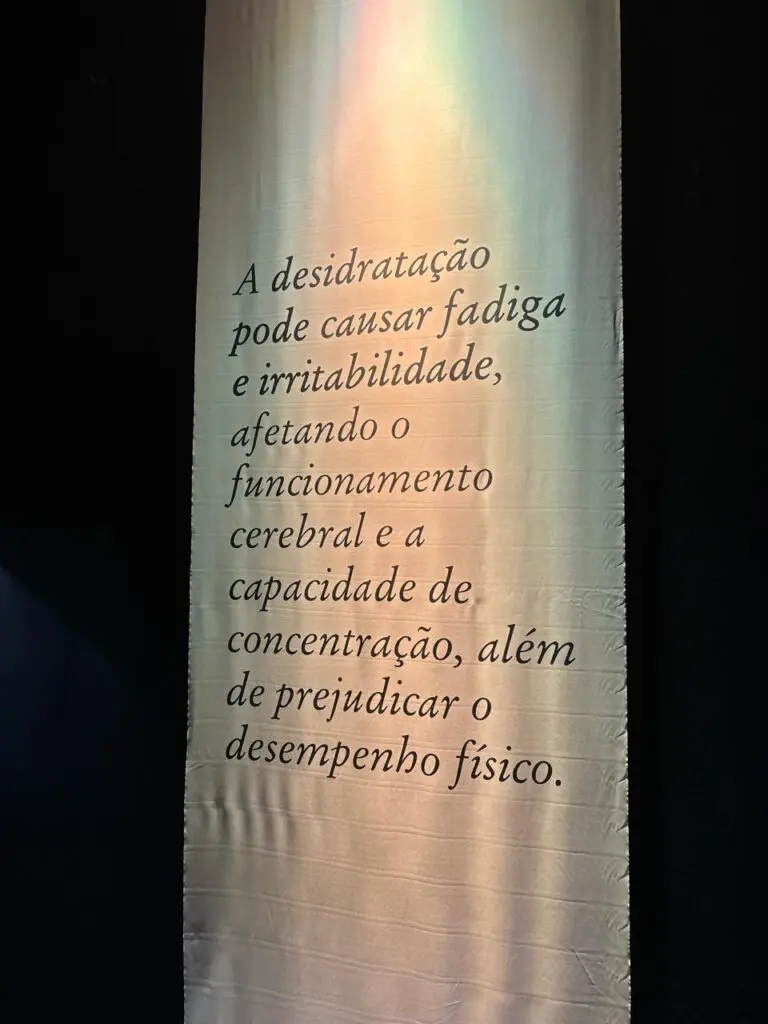 A desidratação
pode causar fadiga
e irritabilidade,
afetando o
funcionamento
cerebral e a
capacidade de
concentração, além
de prejudicar o
desempenho físico.